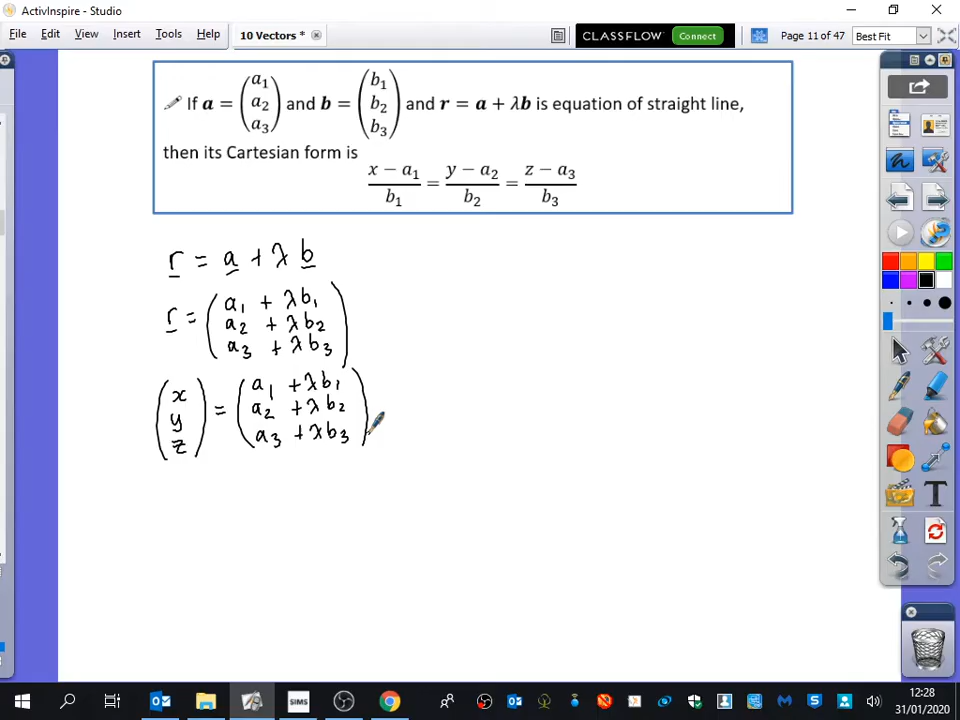 ActivInspire - Studio
File Edit View Insert Tools Help
10 Vectors *
CLASSFLOW Connect
Page 11 of 47
Best Fit
If a = (a₁ a₂ a₃) and b = (b₁ b₂ b₃) and r = a + λb is equation of straight line,
then its Cartesian form is
(x − a₁)/b₁ = (y − a₂)/b₂ = (z − a₃)/b₃
r = a + λ b
r = (a₁ + λb₁
a₂ + λb₂
a₃ + λb₃)
(x y z) = (a₁ + λb₁
a₂ + λb₂
a₃ + λb₃)
SIMS
12:28
31/01/2020